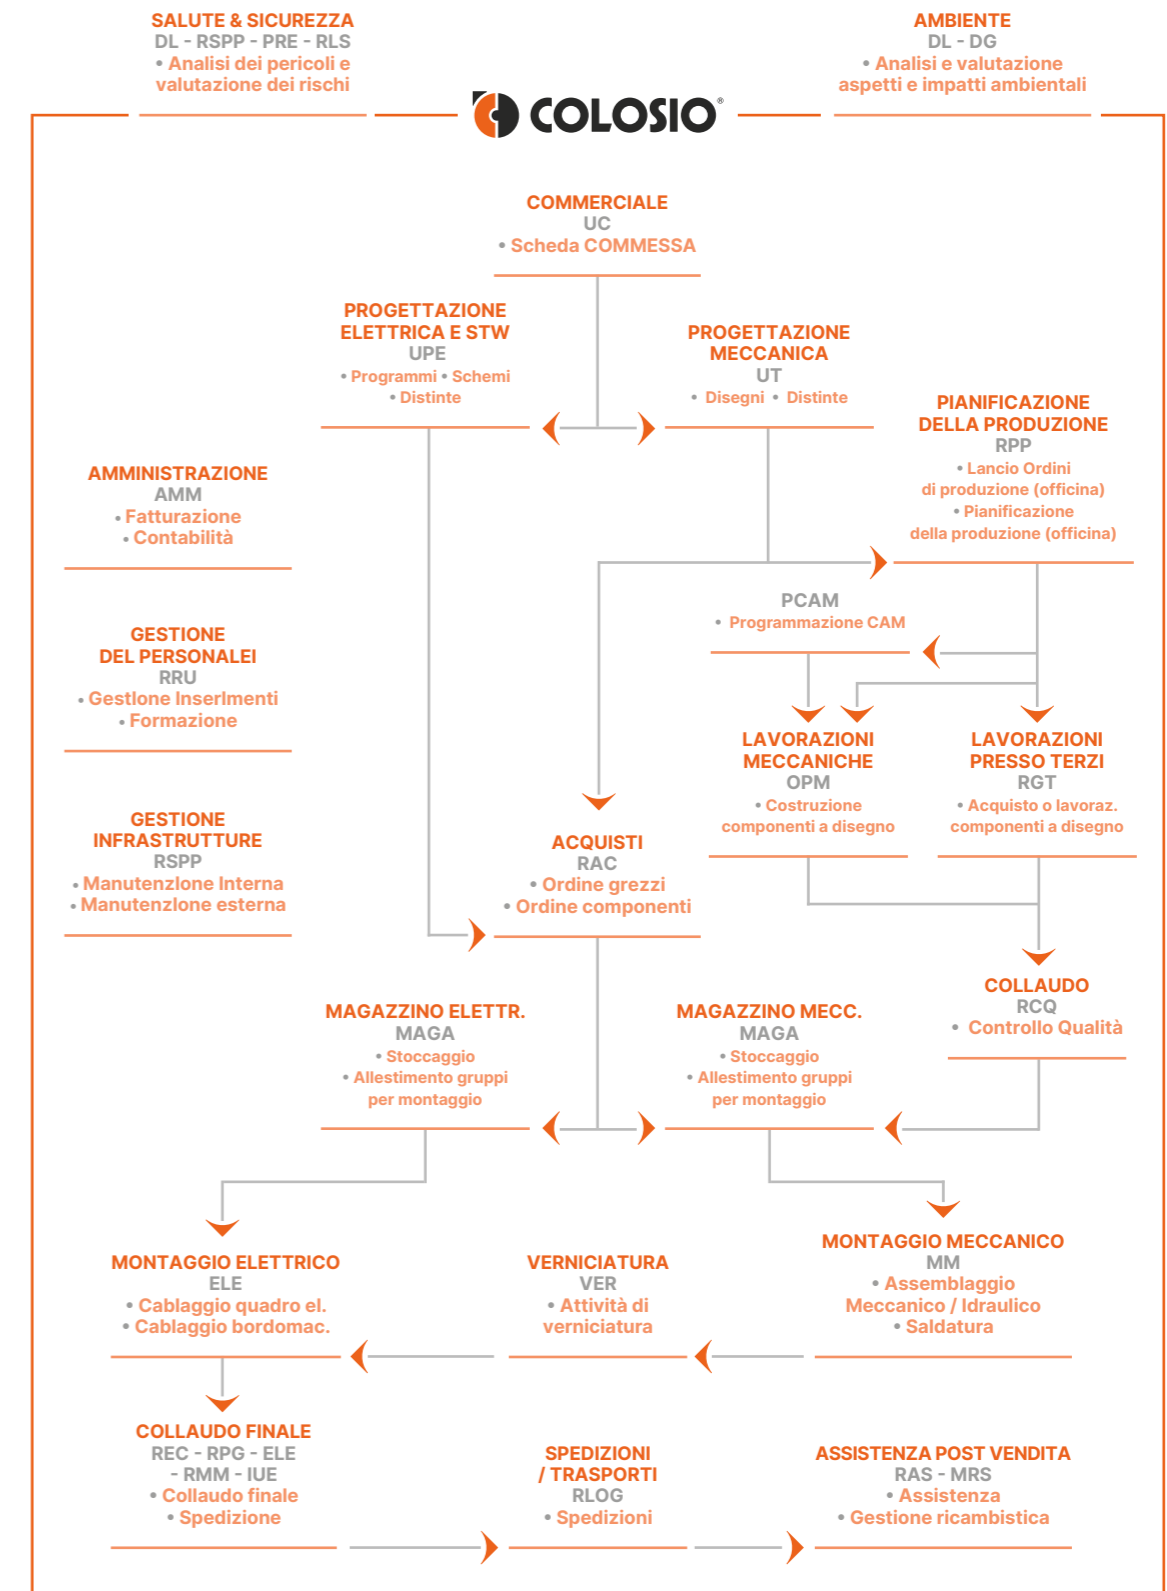 SALUTE & SICUREZZA
DL - RSPP - PRE - RLS
• Analisi dei pericoli e
valutazione dei rischi
AMBIENTE
DL - DG
• Analisi e valutazione
aspetti e impatti ambientali
COLOSIO®
COMMERCIALE
UC
• Scheda COMMESSA
PROGETTAZIONE
ELETTRICA E STW
UPE
• Programmi • Schemi
• Distinte
PROGETTAZIONE
MECCANICA
UT
• Disegni • Distinte
PIANIFICAZIONE
DELLA PRODUZIONE
RPP
• Lancio Ordini
di produzione (officina)
• Pianificazione
della produzione (officina)
AMMINISTRAZIONE
AMM
• Fatturazione
• Contabilità
PCAM
• Programmazione CAM
GESTIONE
DEL PERSONALEI
RRU
• GestIone InserImenti
• Formazione
LAVORAZIONI
MECCANICHE
OPM
• Costruzione
componenti a disegno
LAVORAZIONI
PRESSO TERZI
RGT
• Acquisto o lavoraz.
componenti a disegno
GESTIONE
INFRASTRUTTURE
RSPP
• ManutenzIone Interna
• ManutenzIone esterna
ACQUISTI
RAC
• Ordine grezzi
• Ordine componenti
COLLAUDO
RCQ
• Controllo Qualità
MAGAZZINO ELETTR.
MAGA
• Stoccaggio
• Allestimento gruppi
per montaggio
MAGAZZINO MECC.
MAGA
• Stoccaggio
• Allestimento gruppi
per montaggio
MONTAGGIO ELETTRICO
ELE
• Cablaggio quadro el.
• Cablaggio bordomac.
VERNICIATURA
VER
• Attività di
verniciatura
MONTAGGIO MECCANICO
MM
• Assemblaggio
Meccanico / Idraulico
• Saldatura
COLLAUDO FINALE
REC - RPG - ELE
- RMM - IUE
• Collaudo finale
• Spedizione
SPEDIZIONI
/ TRASPORTI
RLOG
• Spedizioni
ASSISTENZA POST VENDITA
RAS - MRS
• Assistenza
• Gestione ricambistica